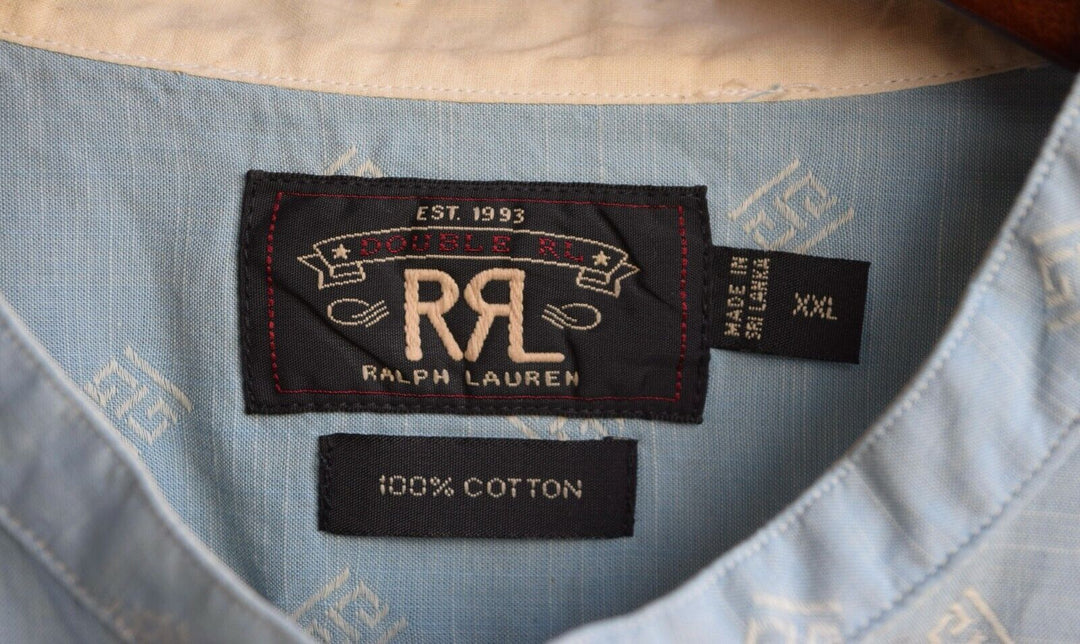 EST. 1993
DOUBLE RL
RRL
RALPH LAUREN
MADE IN
SRI LANKA
XXL
100% COTTON